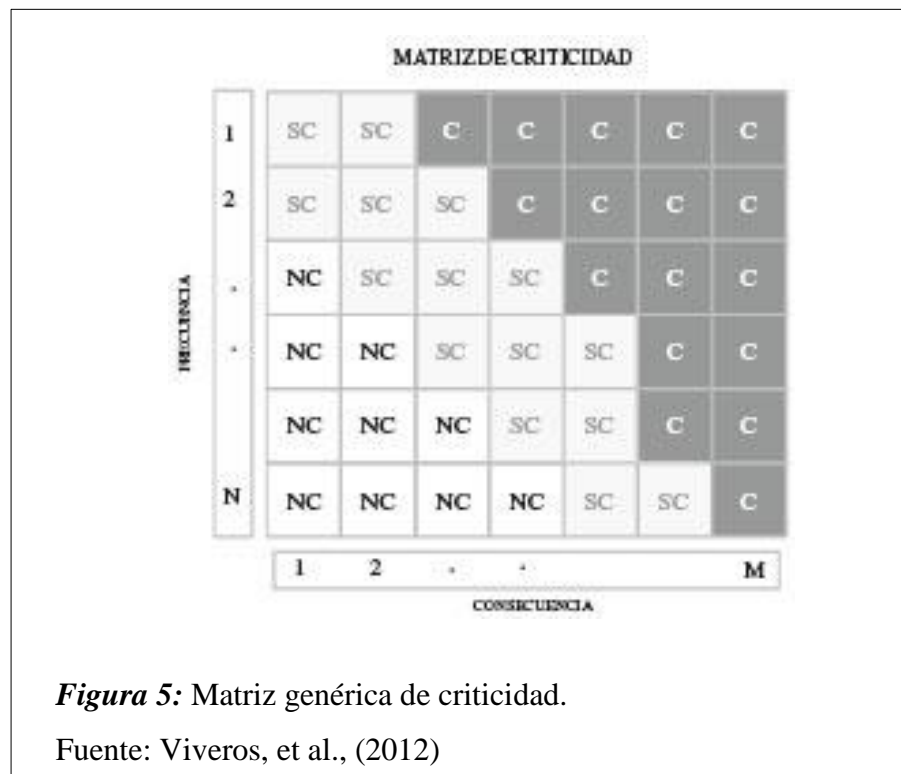 MATRIZ DE CRITICIDAD
1 SC SC C C C C C
2 SC SC SC C C C C
. NC SC SC SC C C C
FRECUENCIA
. NC NC SC SC SC C C
NC NC NC SC SC C C
N NC NC NC NC SC SC C
1 2 . . M
CONSECUENCIA
Figura 5: Matriz genérica de criticidad.
Fuente: Viveros, et al., (2012)